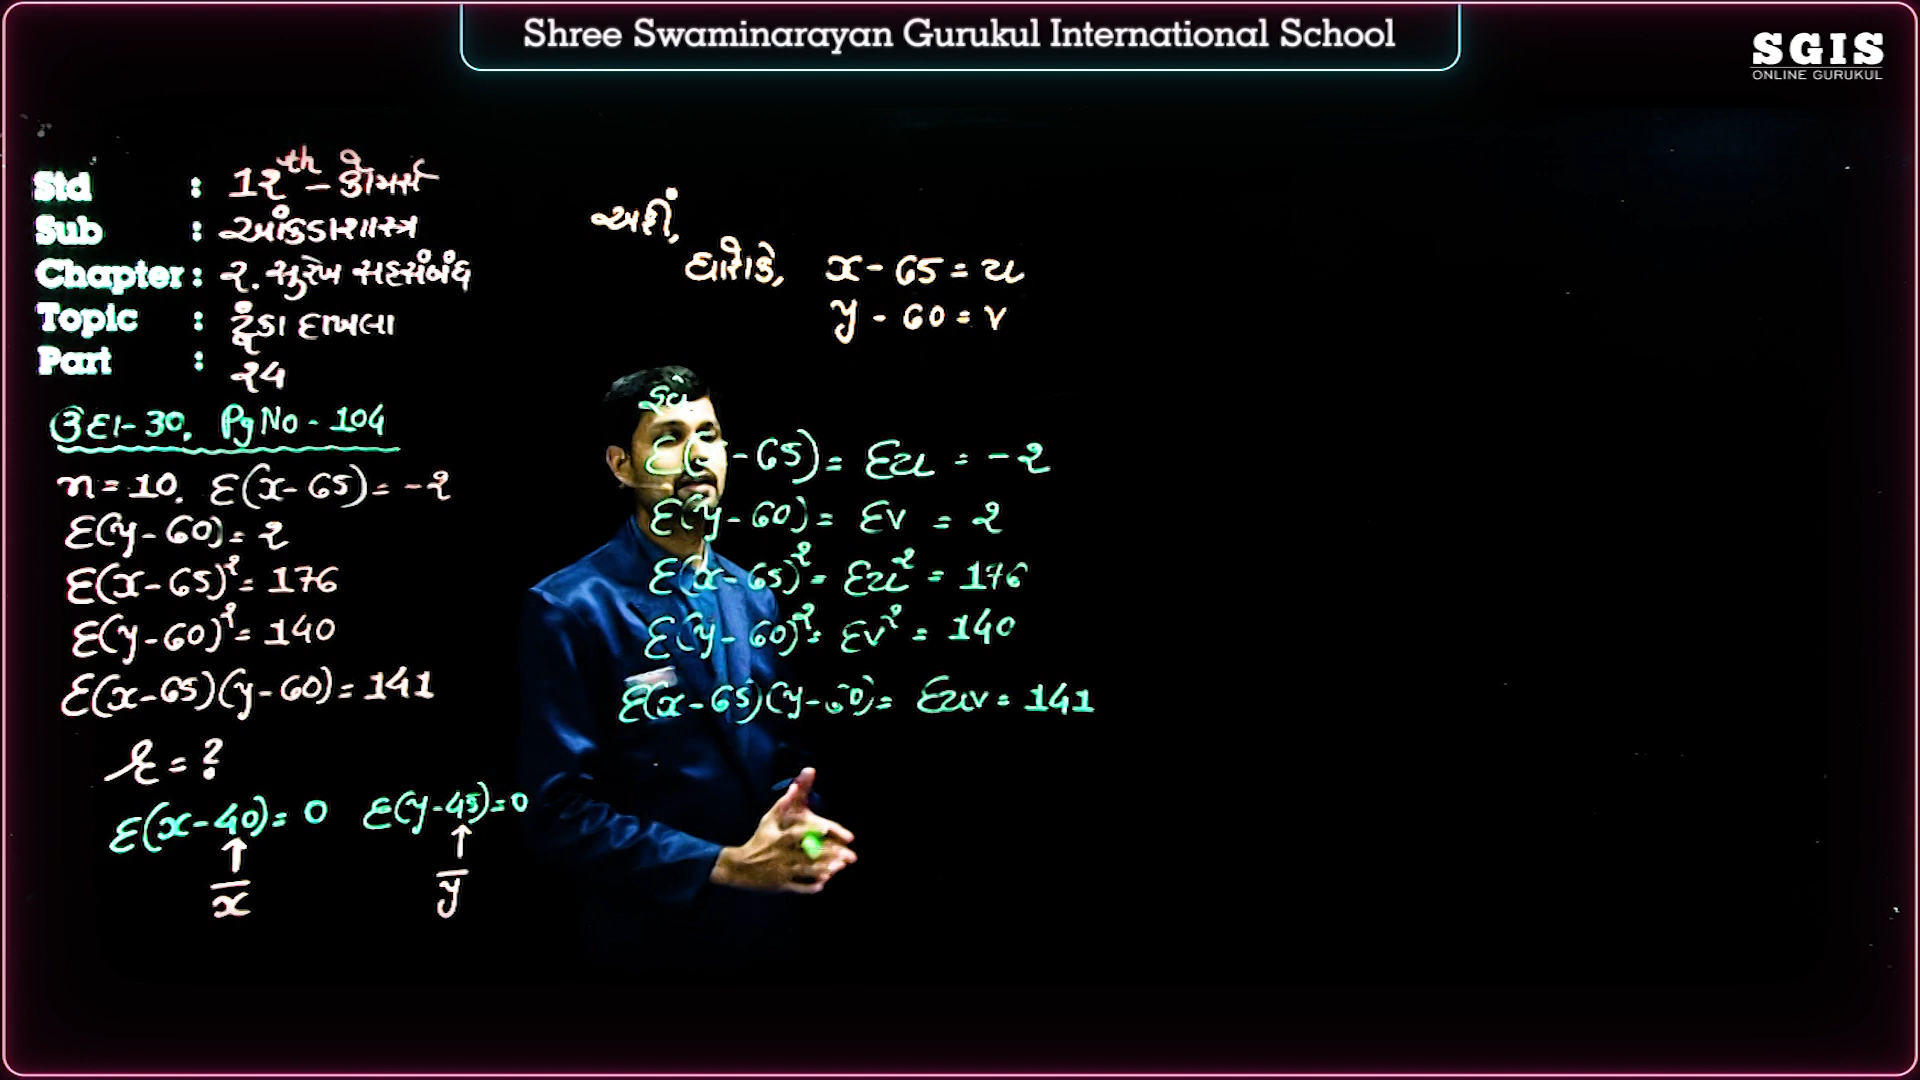 Shree Swaminarayan Gurukul International School
SGIS
ONLINE GURUKUL
Std : 12th - કોમર્સ
Sub : આંકડાશાસ્ત્ર
Chapter : ૨. સુરેખ સહસંબંધ
Topic : ટૂંકા દાખલા
Part : ૨4
ઉદા-30, Pg No - 104
n = 10, Σ(x-65) = -૨
Σ(y-60) = ૨
Σ(x-65)² = 176
Σ(y-60)² = 140
Σ(x-65)(y-60) = 141
r = ?
Σ(x-40) = 0 Σ(y-45) = 0
↑ ↑
x̄ ȳ
અહીં,
ધારોકે, x - 65 = u
y - 60 = v
હવે
Σ(x-65) = Σu = -૨
Σ(y-60) = Σv = ૨
Σ(x-65)² = Σu² = 176
Σ(y-60)² = Σv² = 140
Σ(x-65)(y-60) = Σuv = 141